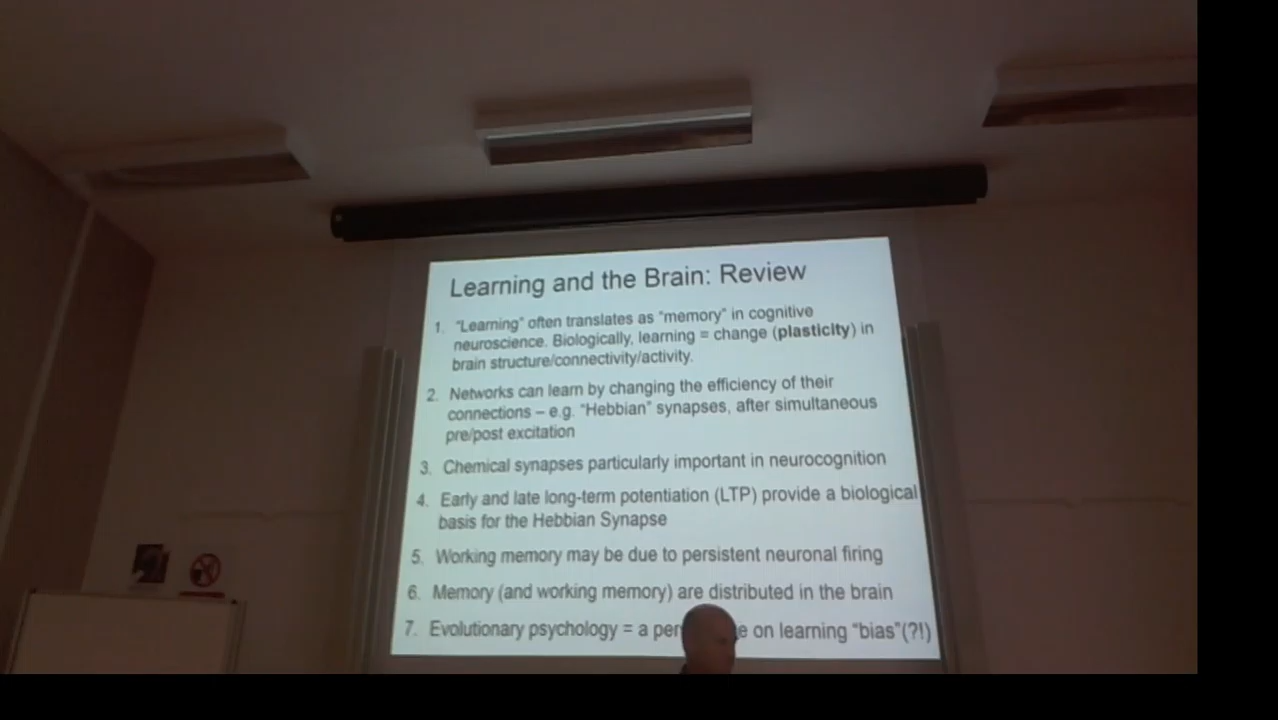 Learning and the Brain: Review
1. "Learning" often translates as "memory" in cognitive
neuroscience. Biologically, learning = change (plasticity) in
brain structure/connectivity/activity.
2. Networks can learn by changing the efficiency of their
connections – e.g. "Hebbian" synapses, after simultaneous
pre/post excitation
3. Chemical synapses particularly important in neurocognition
4. Early and late long-term potentiation (LTP) provide a biological
basis for the Hebbian Synapse
5. Working memory may be due to persistent neuronal firing
6. Memory (and working memory) are distributed in the brain
7. Evolutionary psychology = a on learning "bias"(?!)